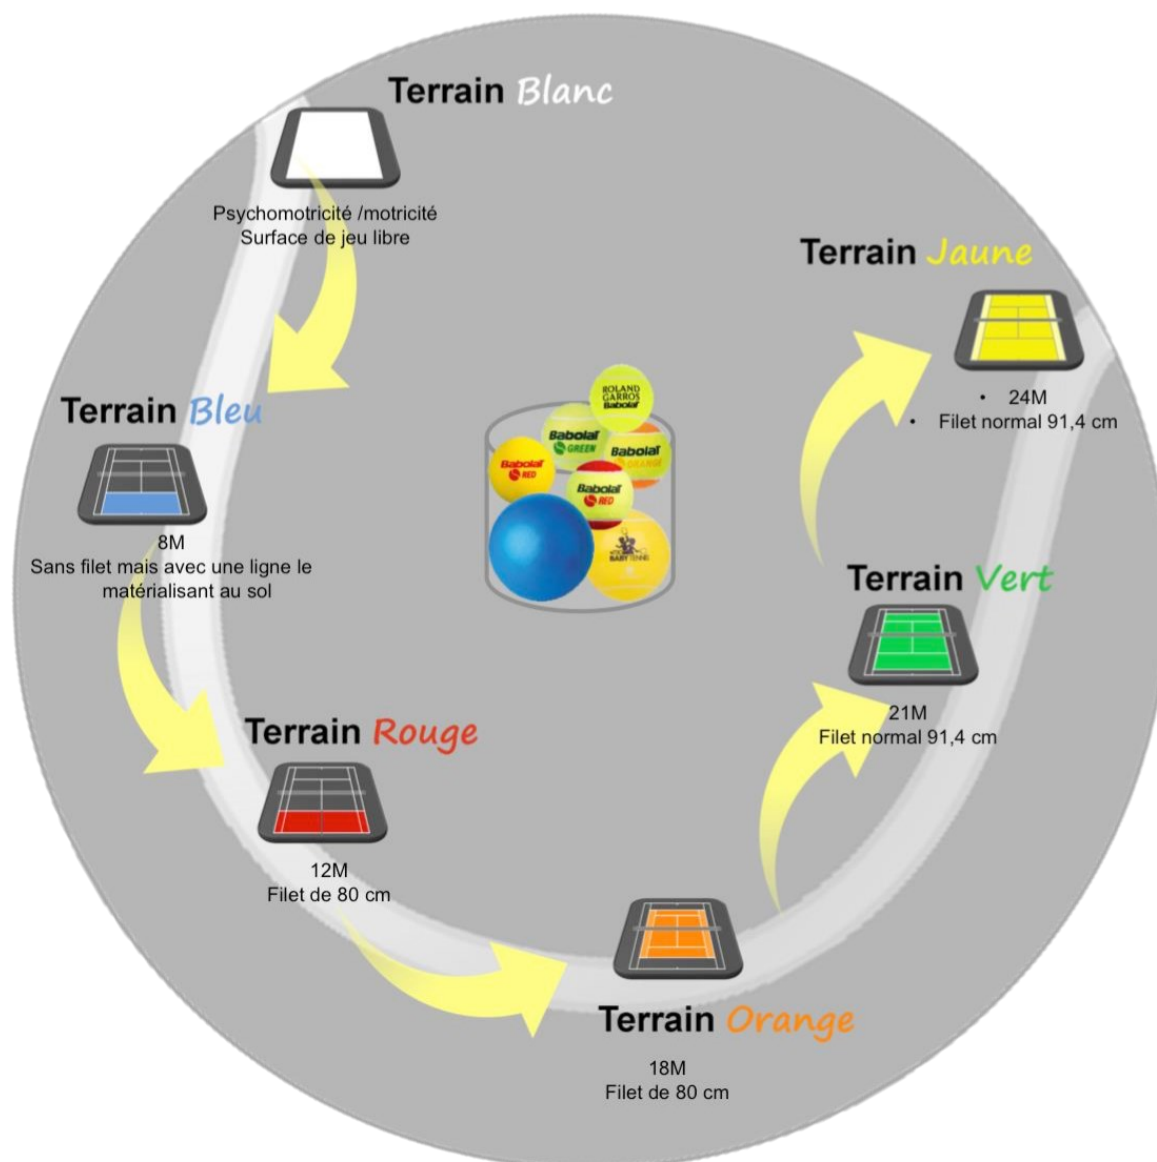 Terrain Blanc
Psychomotricité /motricité
Surface de jeu libre
Terrain Bleu
8M
Sans filet mais avec une ligne le
matérialisant au sol
Terrain Rouge
12M
Filet de 80 cm
Terrain Orange
18M
Filet de 80 cm
Terrain Vert
21M
Filet normal 91,4 cm
Terrain Jaune
• 24M
• Filet normal 91,4 cm
ROLAND
GARROS
Babolat
Babolat
GREEN
Babolat
ORANGE
Babolat
RED
Babolat
RED
BABY TENNIS